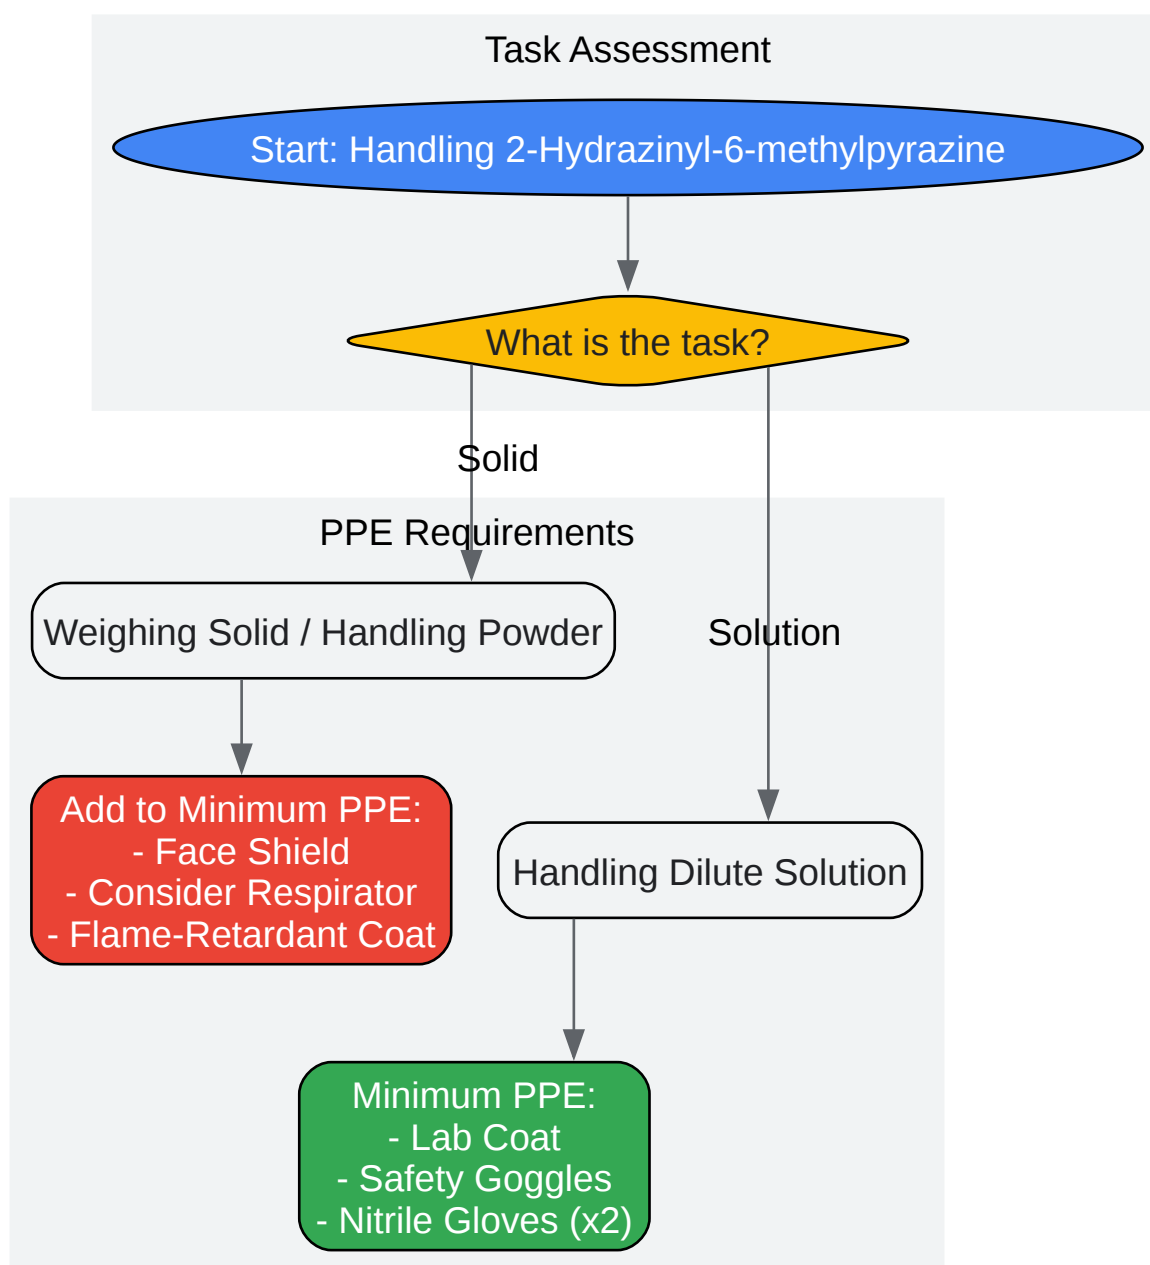 Task Assessment
Start: Handling 2-Hydrazinyl-6-methylpyrazine
What is the task?
Solid
PPE Requirements
Weighing Solid / Handling Powder
Solution
Add to Minimum PPE:
- Face Shield
- Consider Respirator
- Flame-Retardant Coat
Handling Dilute Solution
Minimum PPE:
- Lab Coat
- Safety Goggles
- Nitrile Gloves (x2)